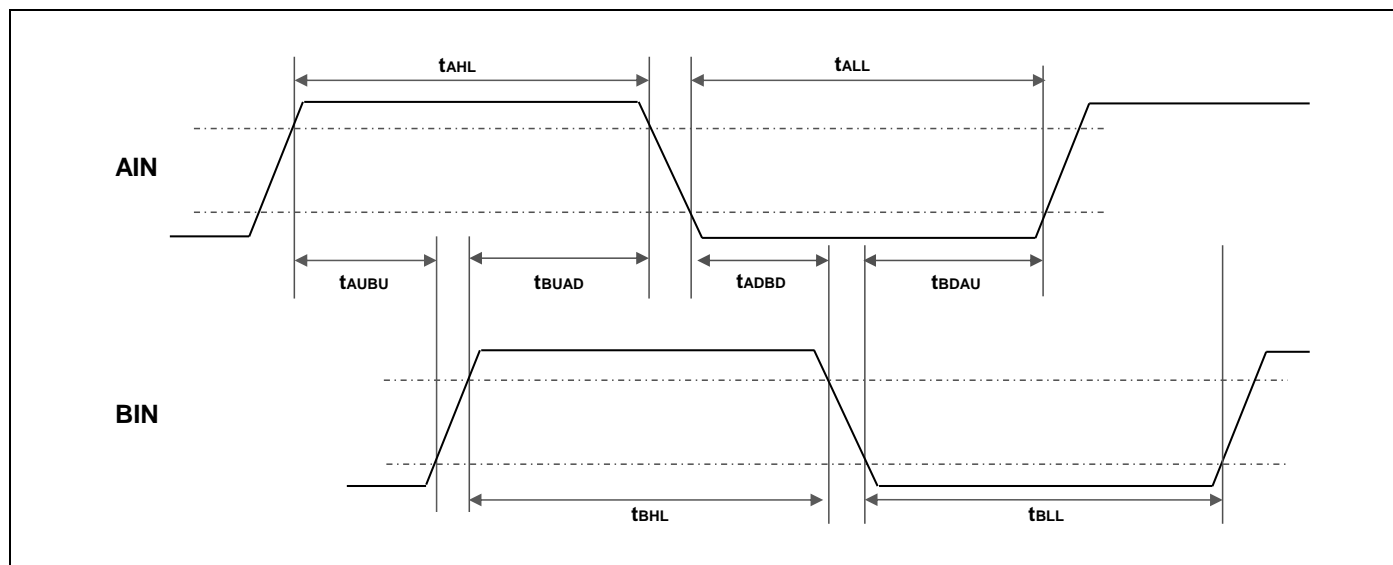 tAHL
tALL
AIN
tAUBU
tBUAD
tADBD
tBDAU
BIN
tBHL
tBLL